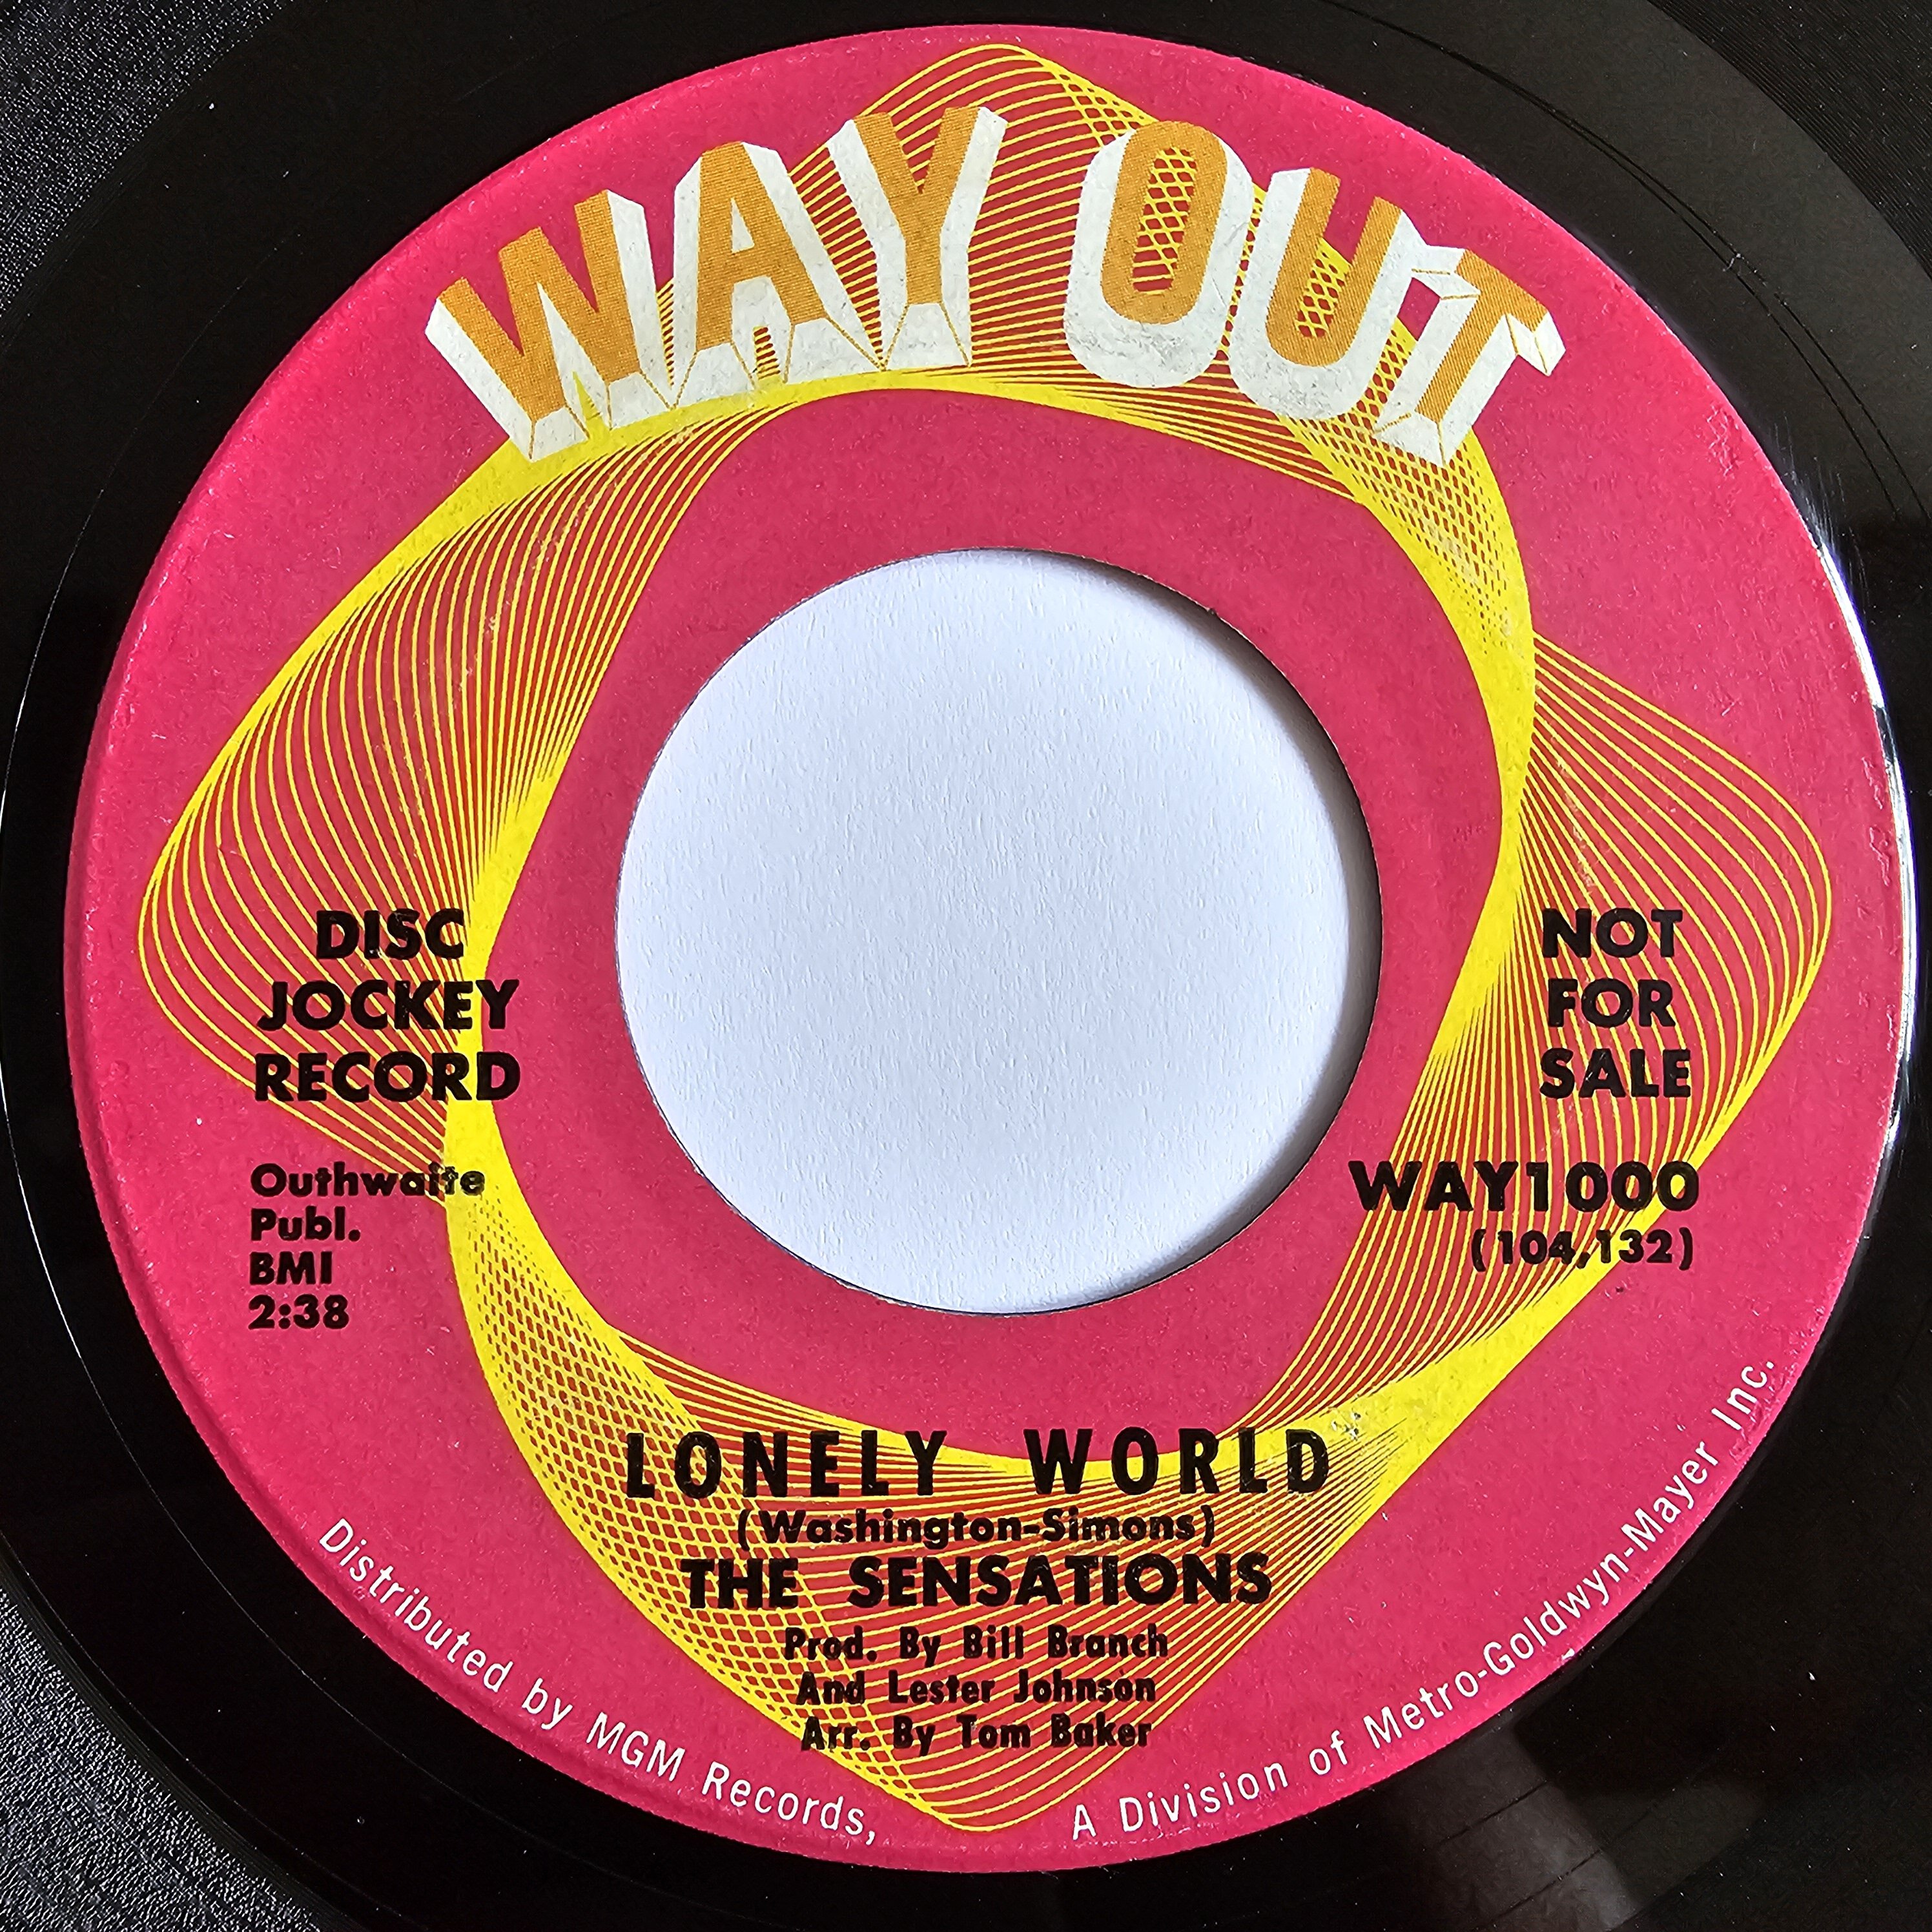 WAY OUT
DISC
JOCKEY
RECORD
NOT
FOR
SALE
Outhwaite
Publ.
BMI
2:38
WAY1000
(104,132)
LONELY WORLD
(Washington-Simons)
THE SENSATIONS
Prod. By Bill Branch
And Lester Johnson
Arr. By Tom Baker
Distributed by MGM Records, A Division of Metro-Goldwyn-Mayer Inc.